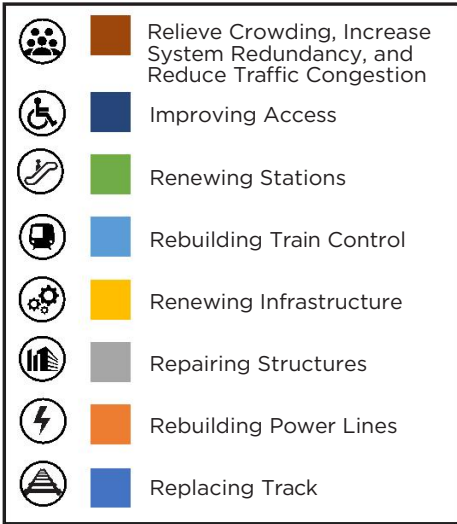 Relieve Crowding, Increase
System Redundancy, and
Reduce Traffic Congestion
Improving Access
Renewing Stations
Rebuilding Train Control
Renewing Infrastructure
Repairing Structures
Rebuilding Power Lines
Replacing Track